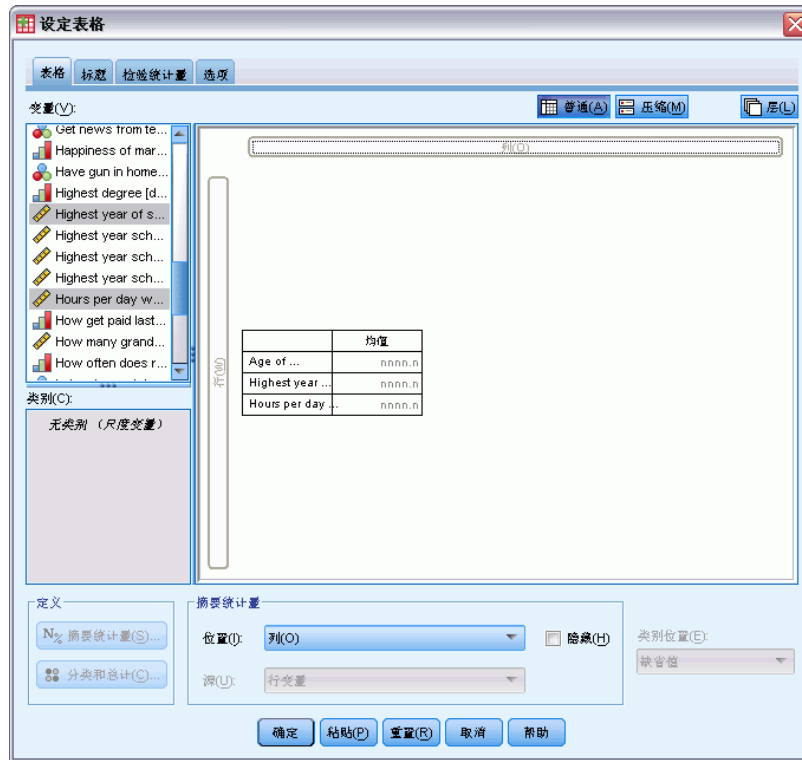 设定表格
表格 标题 检验统计量 选项
变量(V):
普通(A) 压缩(M) 层(L)
Get news from te...
Happiness of mar...
Have gun in home...
Highest degree [d...
Highest year of s...
Highest year sch...
Highest year sch...
Highest year sch...
Hours per day w...
How get paid last...
How many grand...
How often does r...
类别(C):
无类别 （尺度变量）
列(O)
行(W)
均值
Age of ... nnnn.n
Highest year ... nnnn.n
Hours per day ... nnnn.n
定义
N% 摘要统计量(S)...
分类和总计(C)...
摘要统计量
位置(I): 列(O) 隐藏(H)
源(U): 行变量
类别位置(E):
缺省值
确定 粘贴(P) 重置(R) 取消 帮助